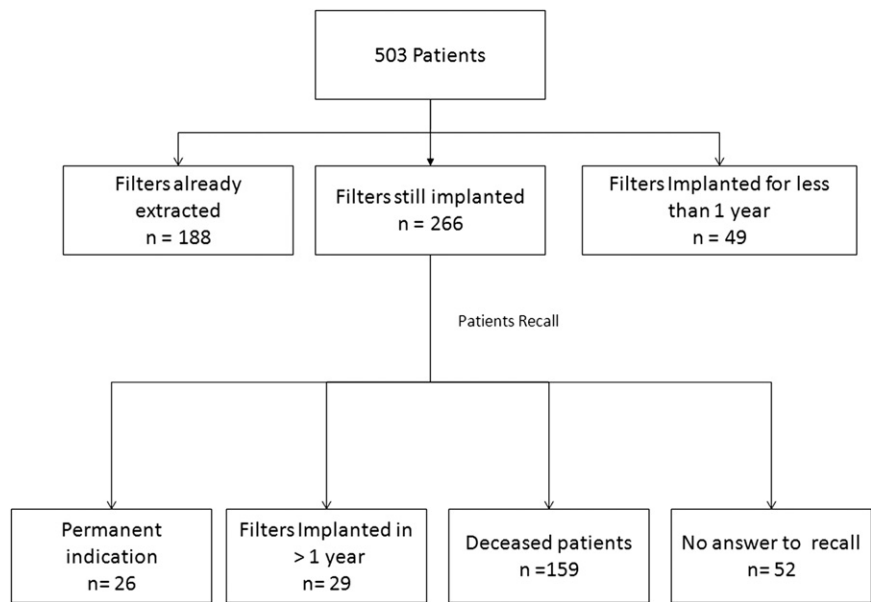 503 Patients
Filters already
extracted
n = 188
Filters still implanted
n = 266
Filters Implanted for less
than 1 year
n = 49
Patients Recall
Permanent
indication
n= 26
Filters Implanted in
> 1 year
n= 29
Deceased patients
n =159
No answer to recall
n= 52